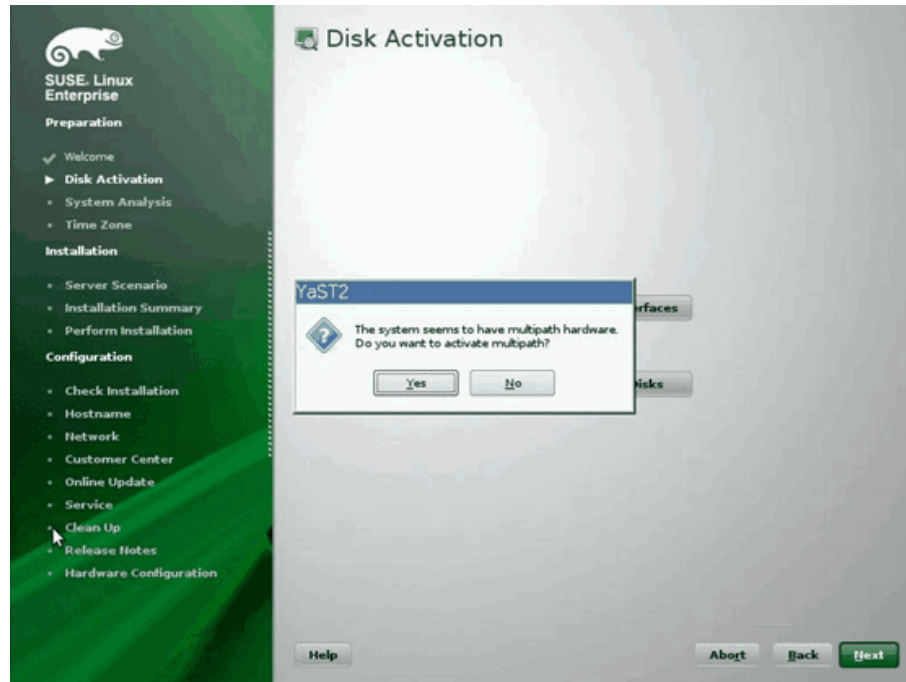 SUSE. Linux
Enterprise
Preparation
Welcome
Disk Activation
System Analysis
Time Zone
Installation
Server Scenario
Installation Summary
Perform Installation
Configuration
Check Installation
Hostname
Network
Customer Center
Online Update
Service
Clean Up
Release Notes
Hardware Configuration
Disk Activation
erfaces
isks
YaST2
The system seems to have multipath hardware.
Do you want to activate multipath?
Yes No
Help Abort Back Next